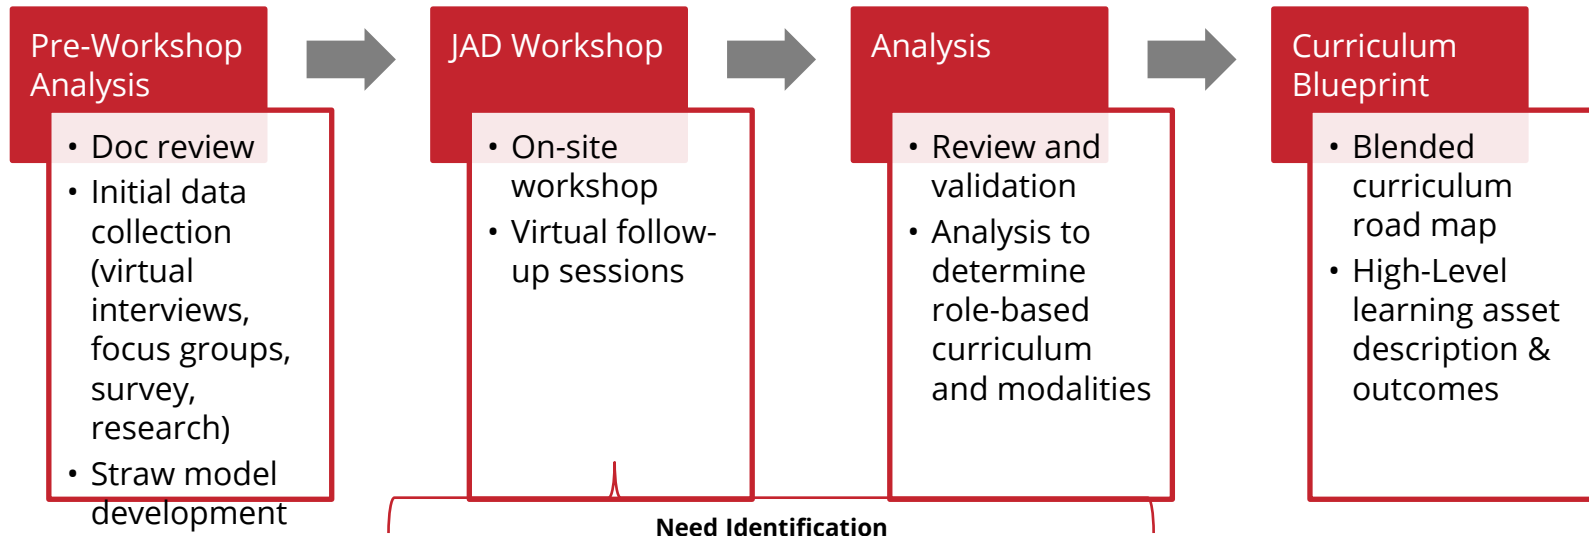 Pre-Workshop
Analysis
• Doc review
• Initial data
collection
(virtual
interviews,
focus groups,
survey,
research)
• Straw model
development
JAD Workshop
• On-site
workshop
• Virtual follow-
up sessions
Analysis
• Review and
validation
• Analysis to
determine
role-based
curriculum
and modalities
Curriculum
Blueprint
• Blended
curriculum
road map
• High-Level
learning asset
description &
outcomes
Need Identification